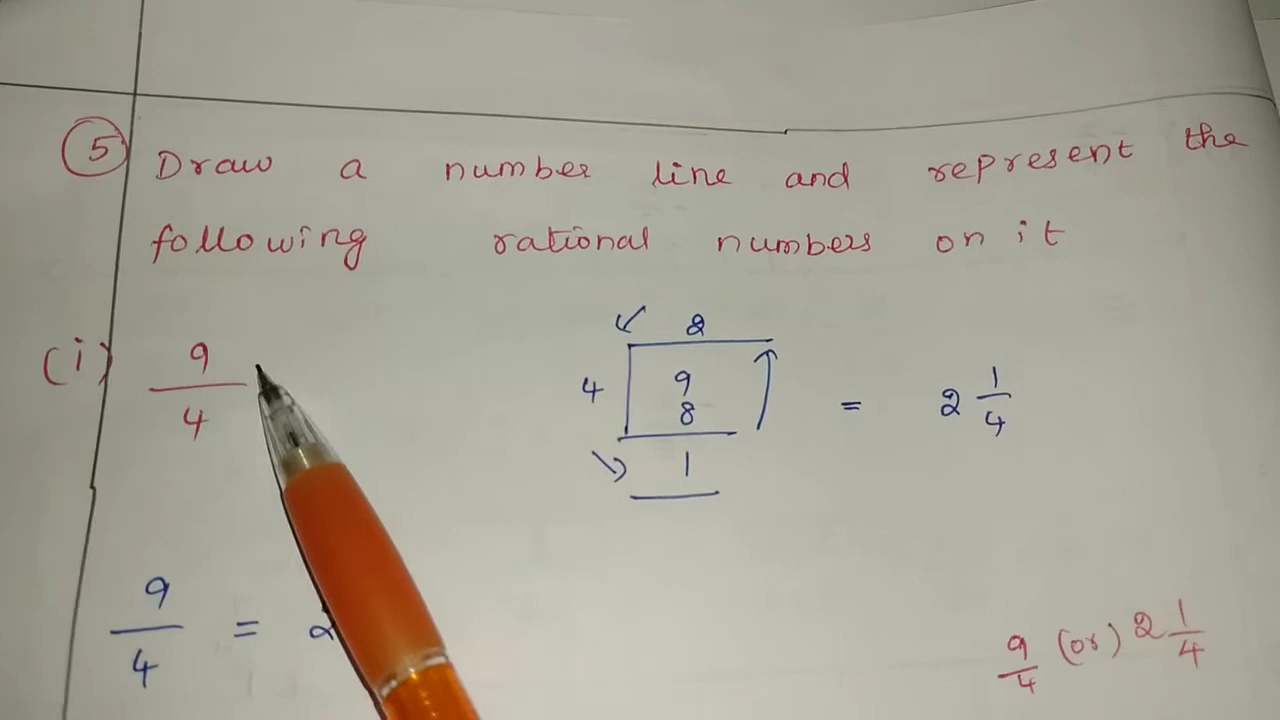 5 Draw a number line and represent the
following rational numbers on it
(i) 9/4
2
4 9 = 2 1/4
8
1
9/4 = 2
9/4 (or) 2 1/4